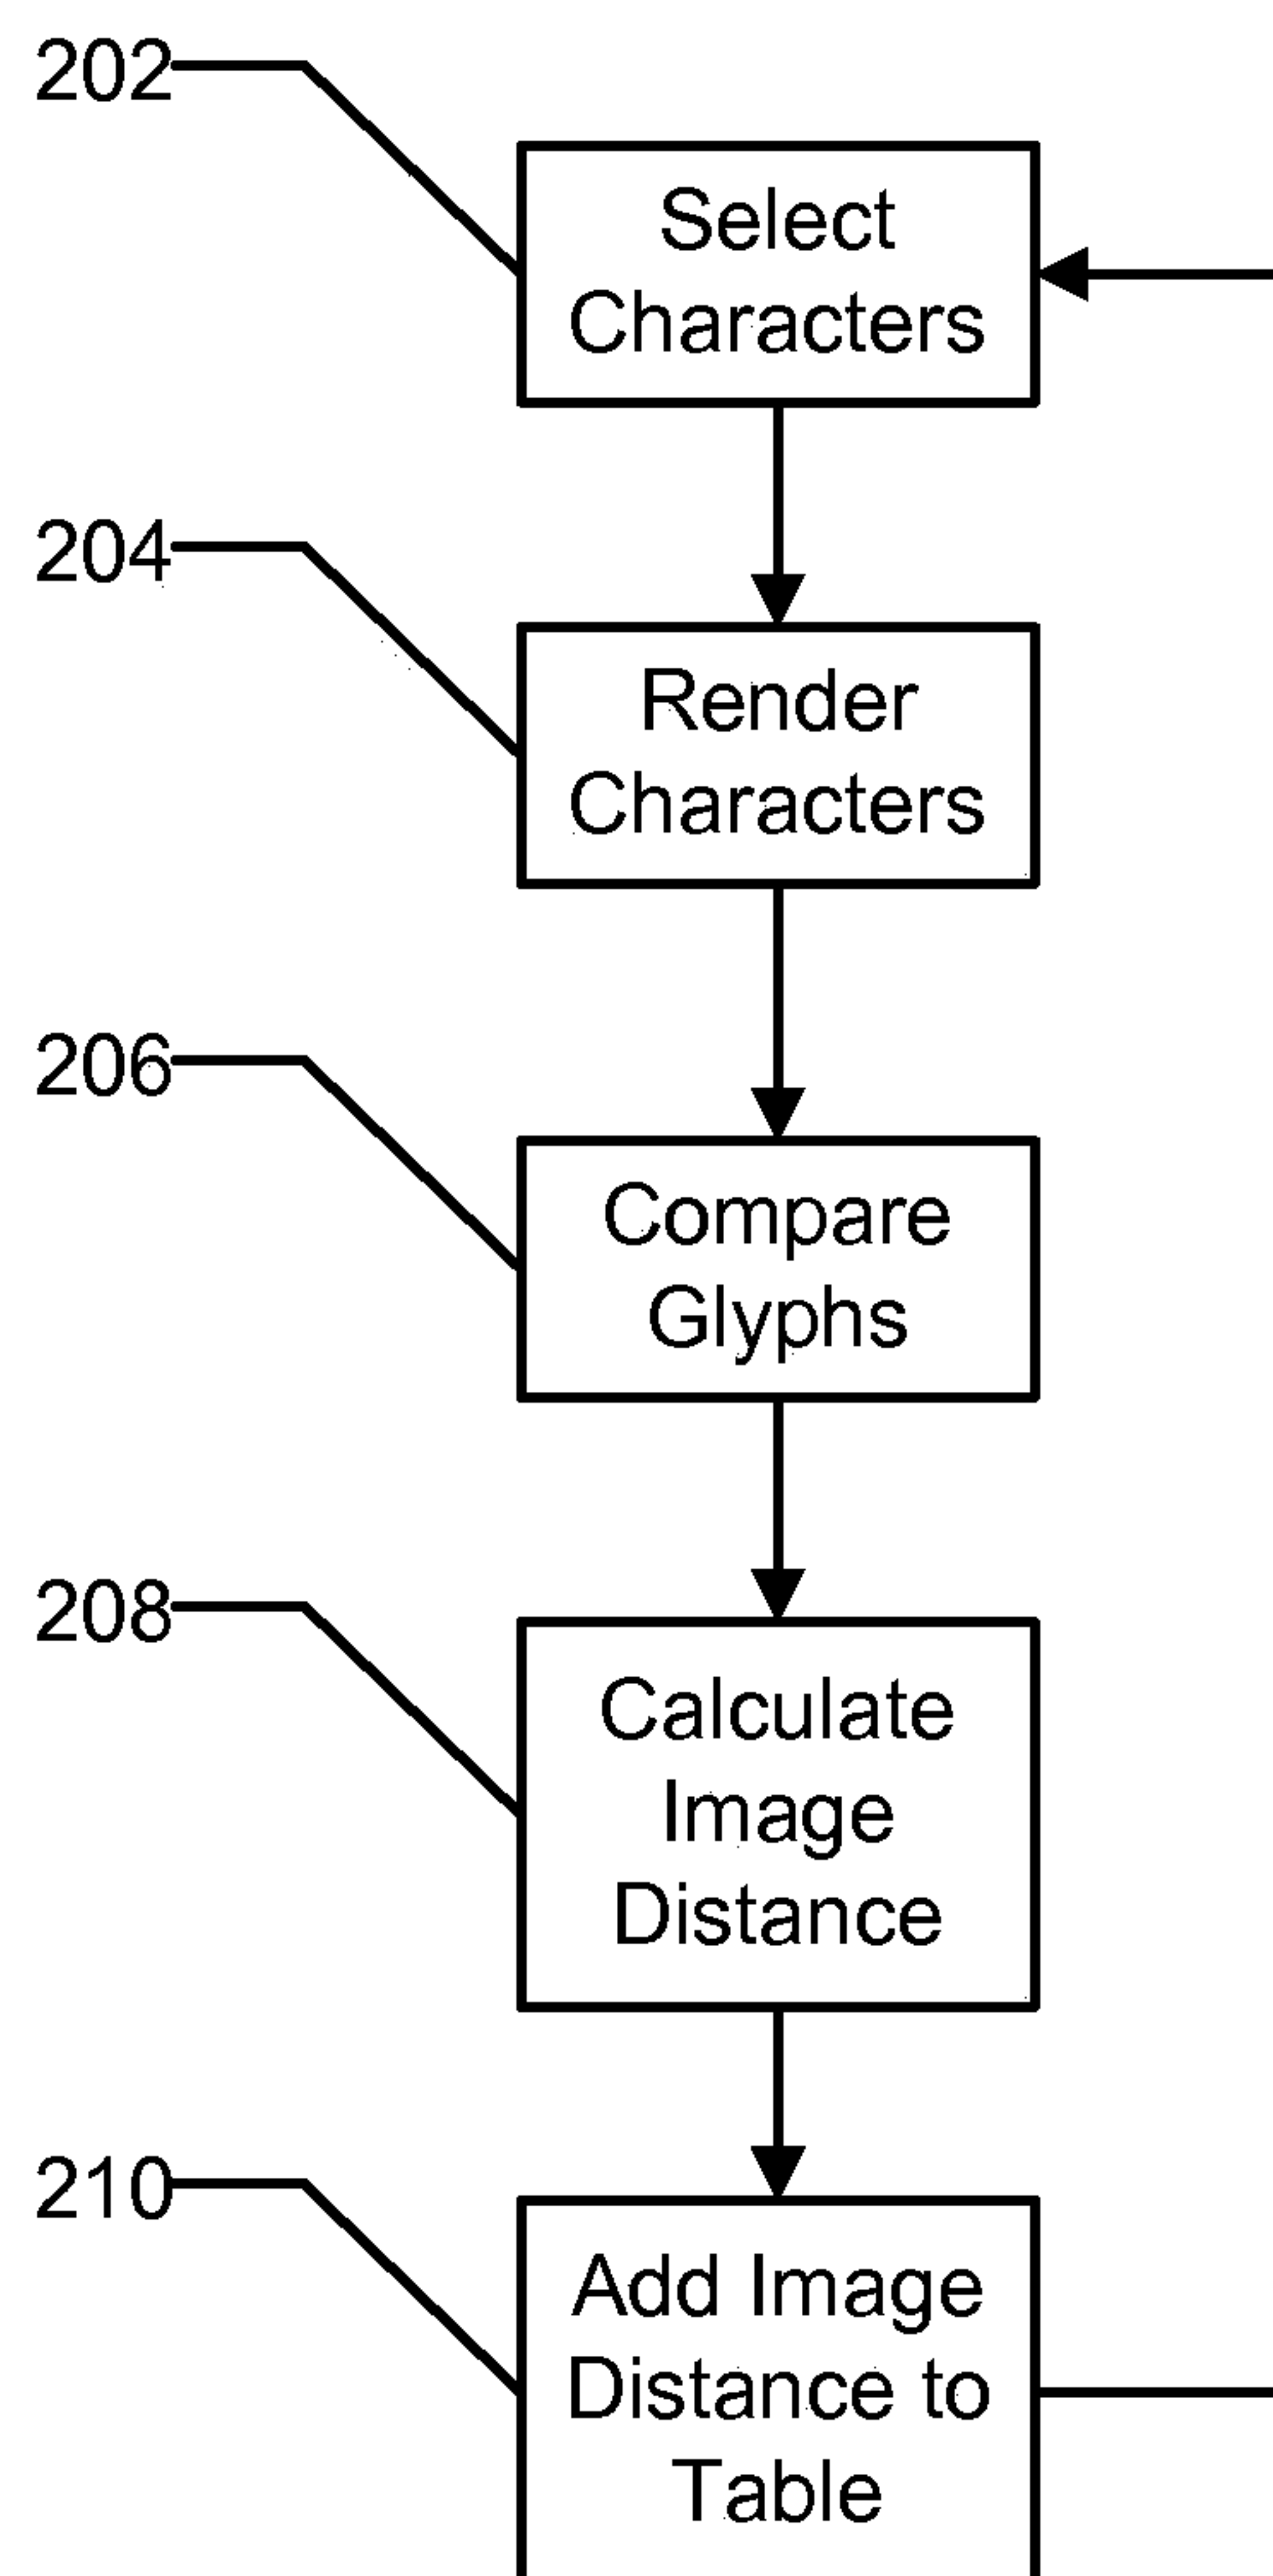 202
Select
Characters
204
Render
Characters
206
Compare
Glyphs
208
Calculate
Image
Distance
210
Add Image
Distance to
Table